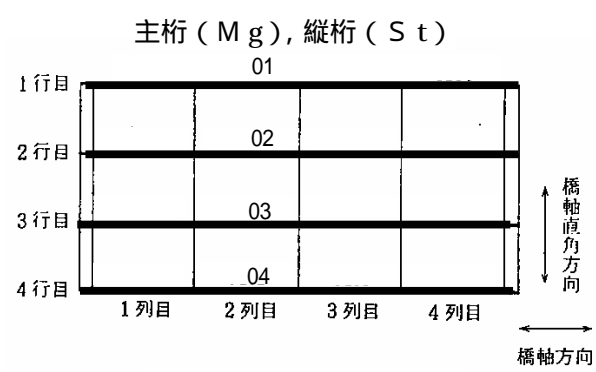 主桁(Mg),縦桁(St)
01
1行目
02
2行目
03
3行目
04
4行目
1列目 2列目 3列目 4列目
橋軸直角方向
橋軸方向